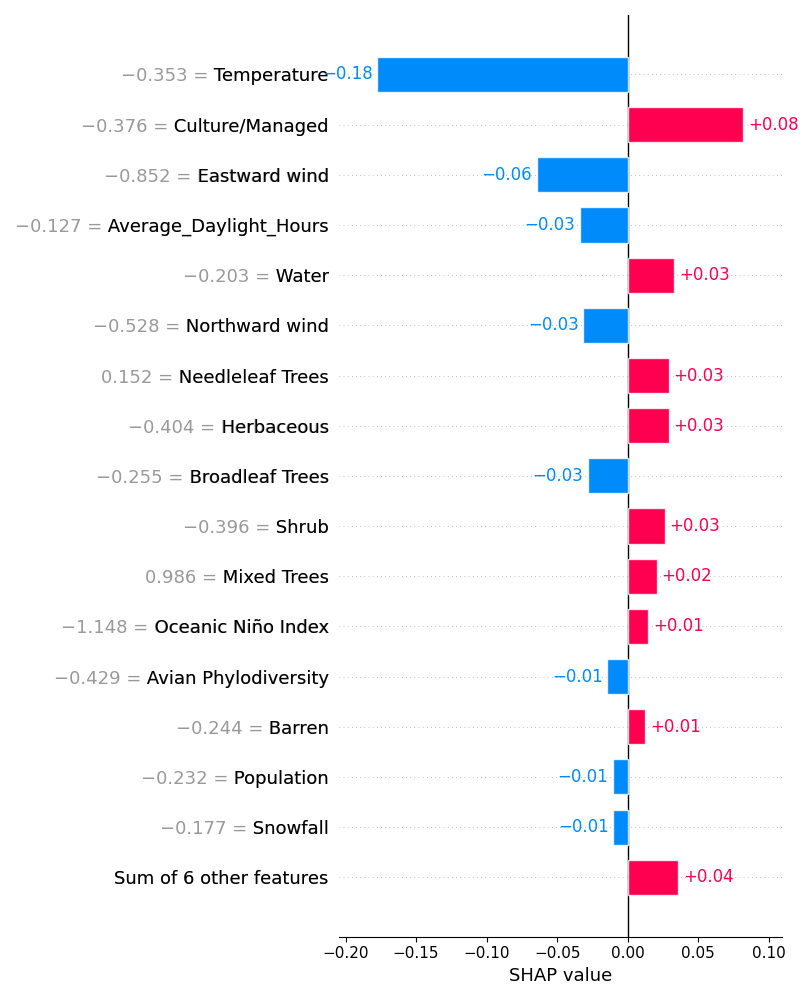 −0.353 = Temperature −0.18
−0.376 = Culture/Managed +0.08
−0.852 = Eastward wind −0.06
−0.127 = Average_Daylight_Hours −0.03
−0.203 = Water +0.03
−0.528 = Northward wind −0.03
0.152 = Needleleaf Trees +0.03
−0.404 = Herbaceous +0.03
−0.255 = Broadleaf Trees −0.03
−0.396 = Shrub +0.03
0.986 = Mixed Trees +0.02
−1.148 = Oceanic Niño Index +0.01
−0.429 = Avian Phylodiversity −0.01
−0.244 = Barren +0.01
−0.232 = Population −0.01
−0.177 = Snowfall −0.01
Sum of 6 other features +0.04
−0.20 −0.15 −0.10 −0.05 0.00 0.05 0.10
SHAP value